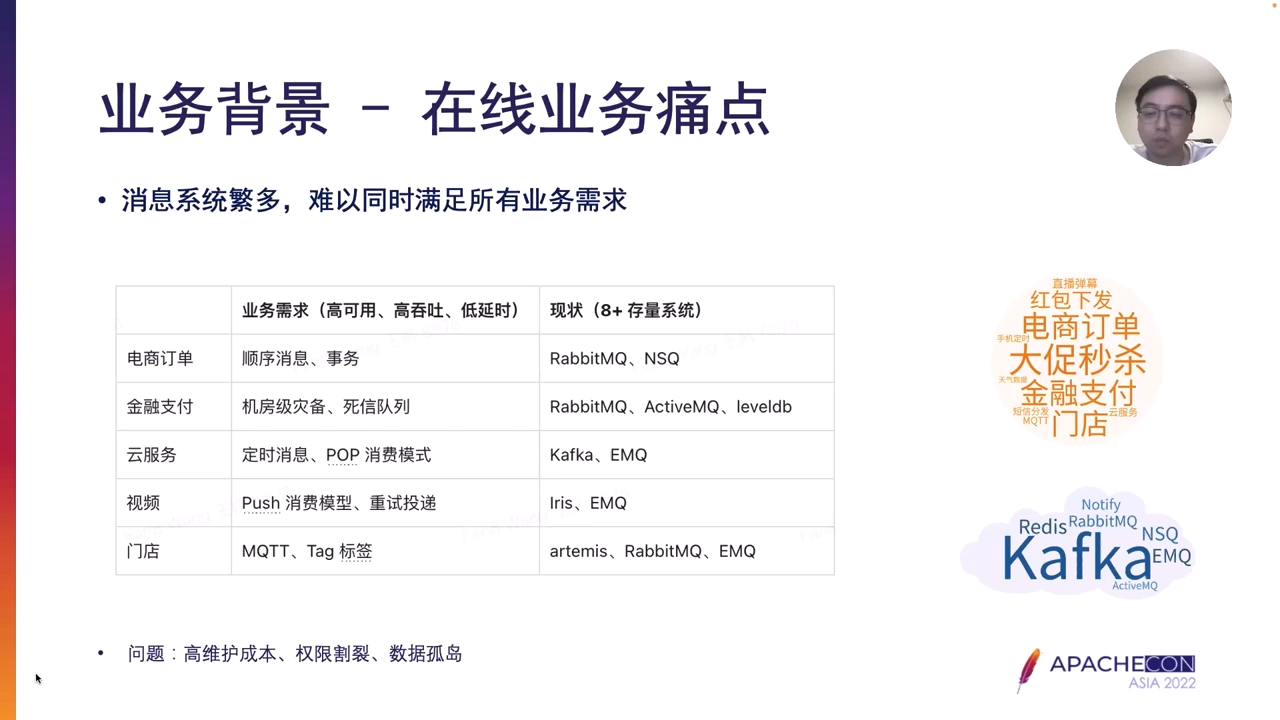 业务背景 - 在线业务痛点
• 消息系统繁多，难以同时满足所有业务需求
业务需求（高可用、高吞吐、低延时） 现状（8+ 存量系统）
电商订单 顺序消息、事务 RabbitMQ、NSQ
金融支付 机房级灾备、死信队列 RabbitMQ、ActiveMQ、leveldb
云服务 定时消息、POP 消费模式 Kafka、EMQ
视频 Push 消费模型、重试投递 Iris、EMQ
门店 MQTT、Tag 标签 artemis、RabbitMQ、EMQ
直播弹幕
红包下发
电商订单
手机定时
大促秒杀
天气数据
金融支付
短信分发
云服务
MQTT
门店
Notify
Redis
RabbitMQ
NSQ
Kafka
EMQ
ActiveMQ
• 问题：高维护成本、权限割裂、数据孤岛
APACHECON
ASIA 2022